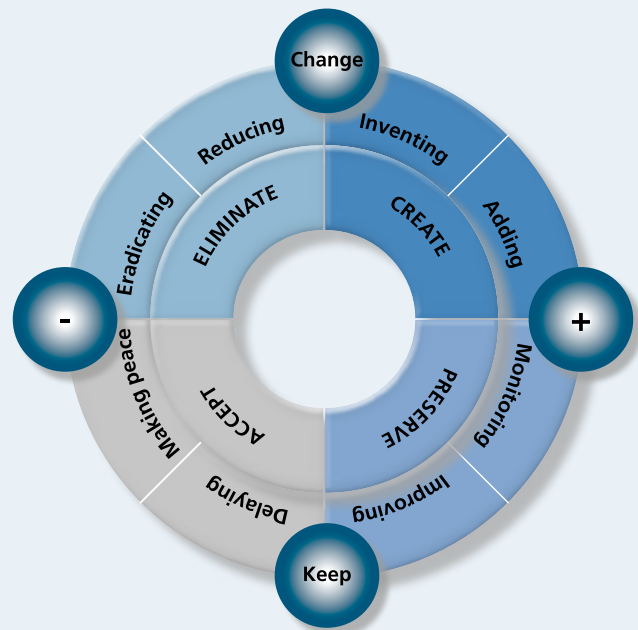 Change
Reducing
Inventing
ELIMINATE
CREATE
Eradicating
Adding
-
+
Making peace
Monitoring
ACCEPT
PRESERVE
Delaying
Improving
Keep